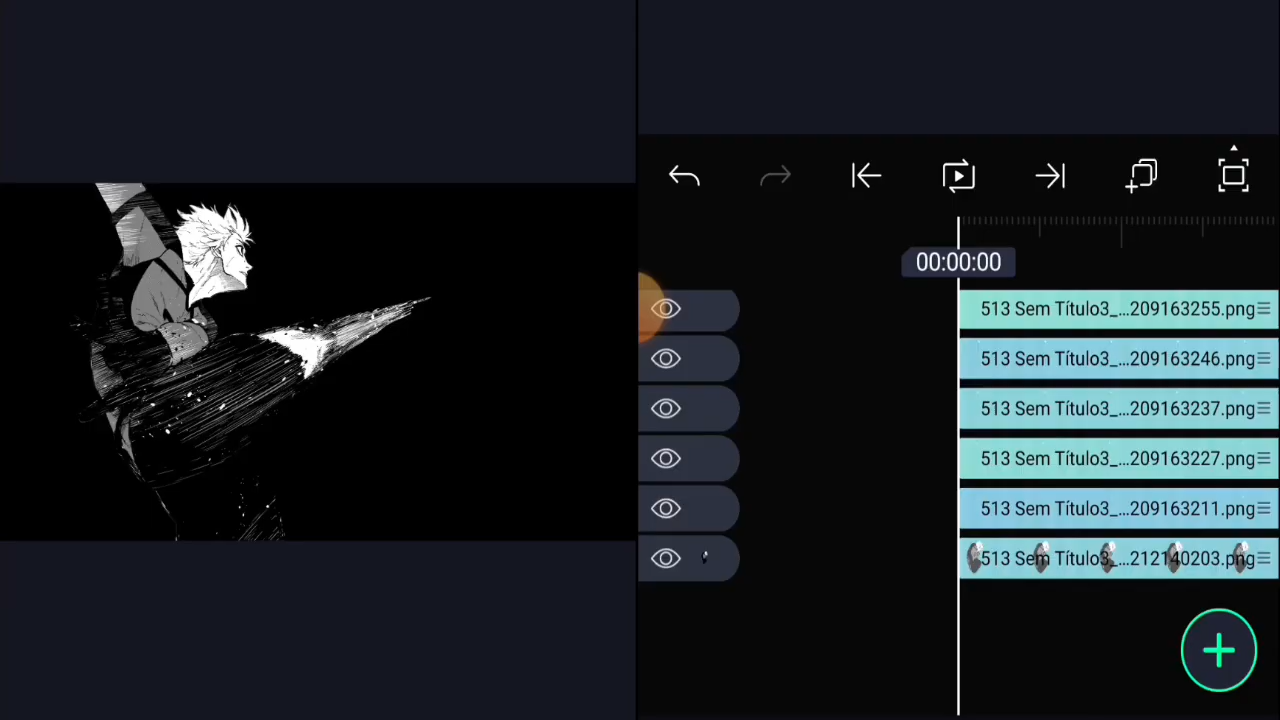 00:00:00
513 Sem Título3_...209163255.png
513 Sem Título3_...209163246.png
513 Sem Título3_...209163237.png
513 Sem Título3_...209163227.png
513 Sem Título3_...209163211.png
513 Sem Título3_...212140203.png